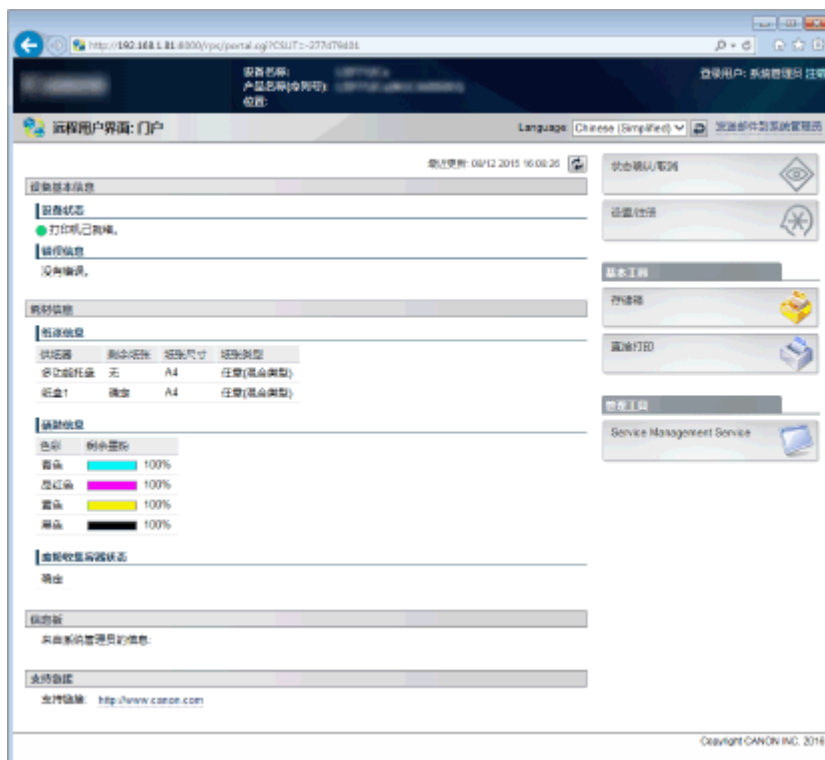 http://192.168.1.81:8000/rps/portal.cgi?CSUT=-277d79401
设备名称:
产品名称(序列号):
位置:
登录用户: 系统管理员 注销
远程用户界面: 门户
Language: Chinese (Simplified)
发送邮件到系统管理员
最近更新: 08/12 2015 16:08:26
设备基本信息
设备状态
打印机已就绪。
错误信息
没有错误。
耗材信息
纸张信息
供纸器 剩余纸张 纸张尺寸 纸张类型
多功能托盘 无 A4 任意(混合类型)
纸盒1 确定 A4 任意(混合类型)
碳粉信息
色彩 剩余墨粉
青色 100%
品红色 100%
黄色 100%
黑色 100%
废粉收集容器状态
确定
信息板
来自系统管理员的信息:
支持链接
支持链接: http://www.canon.com
状态确认/取消
设置/注册
基本工具
存储箱
直接打印
管理工具
Service Management Service
Copyright CANON INC. 2016